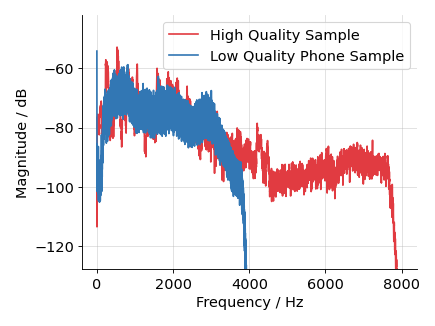 High Quality Sample
Low Quality Phone Sample
−60
−80
−100
−120
Magnitude / dB
0 2000 4000 6000 8000
Frequency / Hz